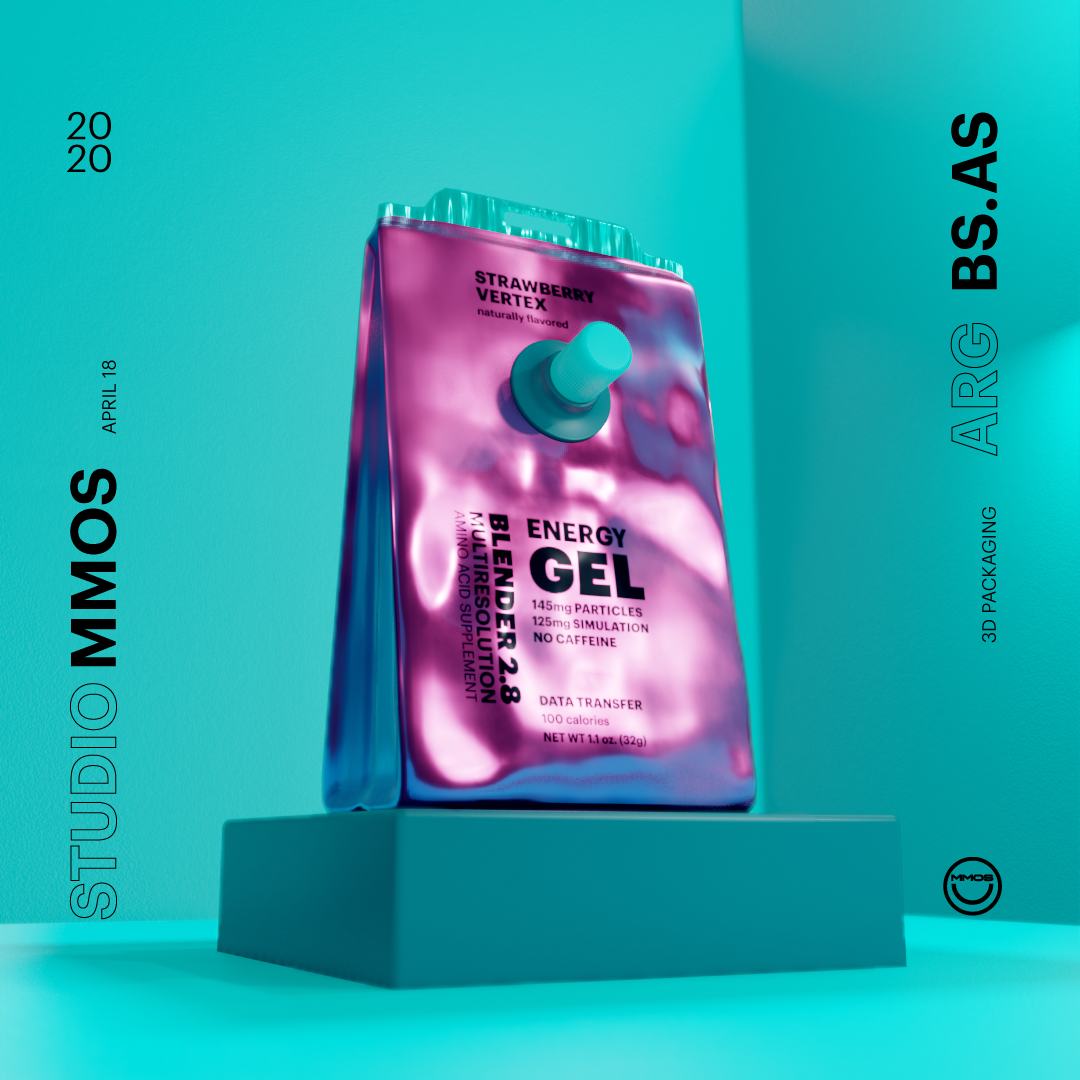 20
20
APRIL 18
STUDIO MMOS
STRAWBERRY
VERTEX
naturally flavored
ENERGY
GEL
145mg PARTICLES
125mg SIMULATION
NO CAFFEINE
BLENDER 2.8
MULTIRESOLUTION
AMINO ACID SUPPLEMENT
DATA TRANSFER
100 calories
NET WT 1.1 oz. (32g)
ARG BS.AS
3D PACKAGING
MMOS